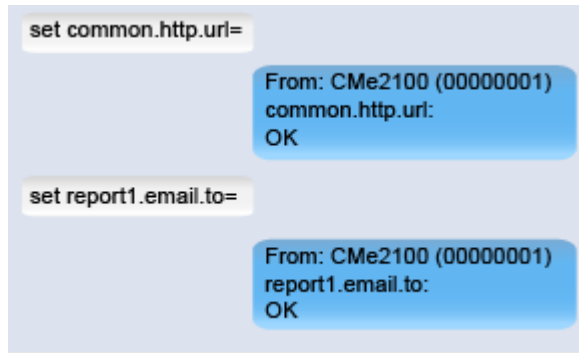 set common.http.url=
From: CMe2100 (00000001)
common.http.url:
OK
set report1.email.to=
From: CMe2100 (00000001)
report1.email.to:
OK